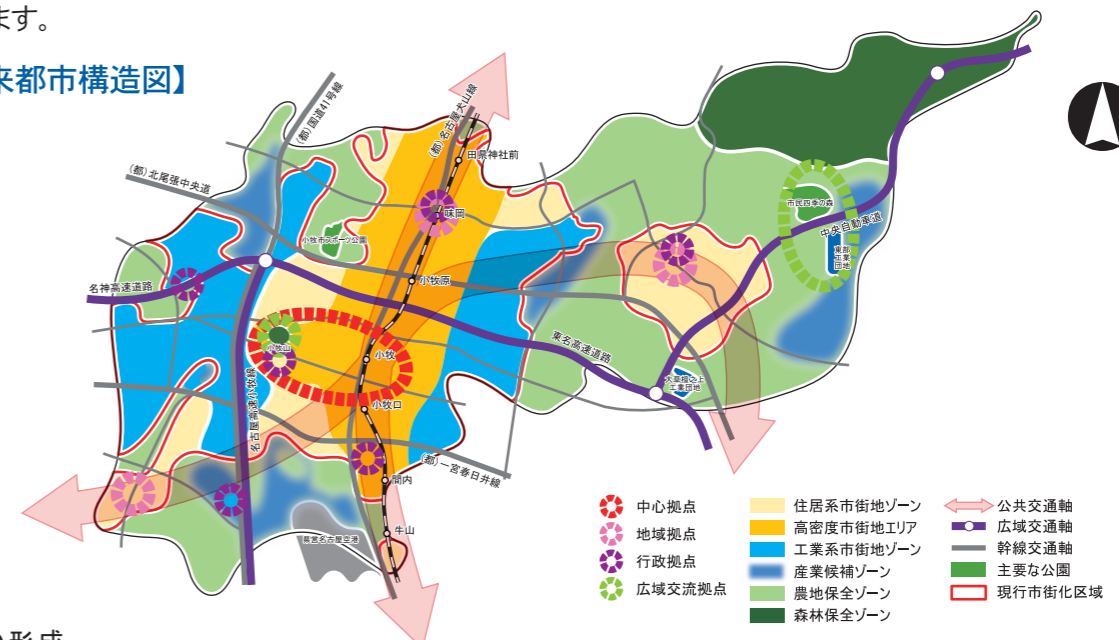 ます。
来都市構造図】
(都)国道41号線
(都)名古屋犬山線
田県神社前
(都)北尾張中央道
味岡
小牧市スポーツ公園
市民四季の森
中央自動車道
東部
工業
団地
小牧原
名神高速道路
小牧山
小牧
東名高速道路
大草樋之上
工業団地
名古屋高速小牧線
小牧口
(都)一宮春日井線
間内
県営名古屋空港
牛山
中心拠点
地域拠点
行政拠点
広域交流拠点
住居系市街地ゾーン
高密度市街地エリア
工業系市街地ゾーン
産業候補ゾーン
農地保全ゾーン
森林保全ゾーン
公共交通軸
広域交通軸
幹線交通軸
主要な公園
現行市街化区域